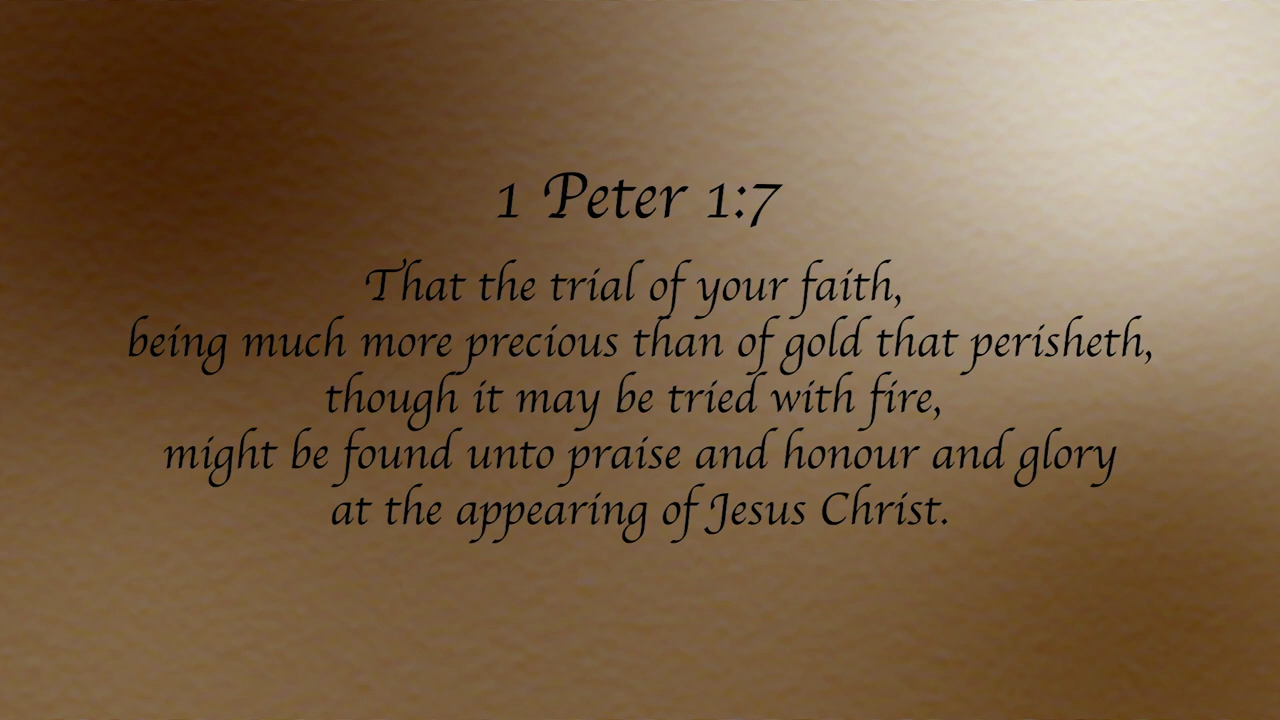 1 Peter 1:7
That the trial of your faith,
being much more precious than of gold that perisheth,
though it may be tried with fire,
might be found unto praise and honour and glory
at the appearing of Jesus Christ.